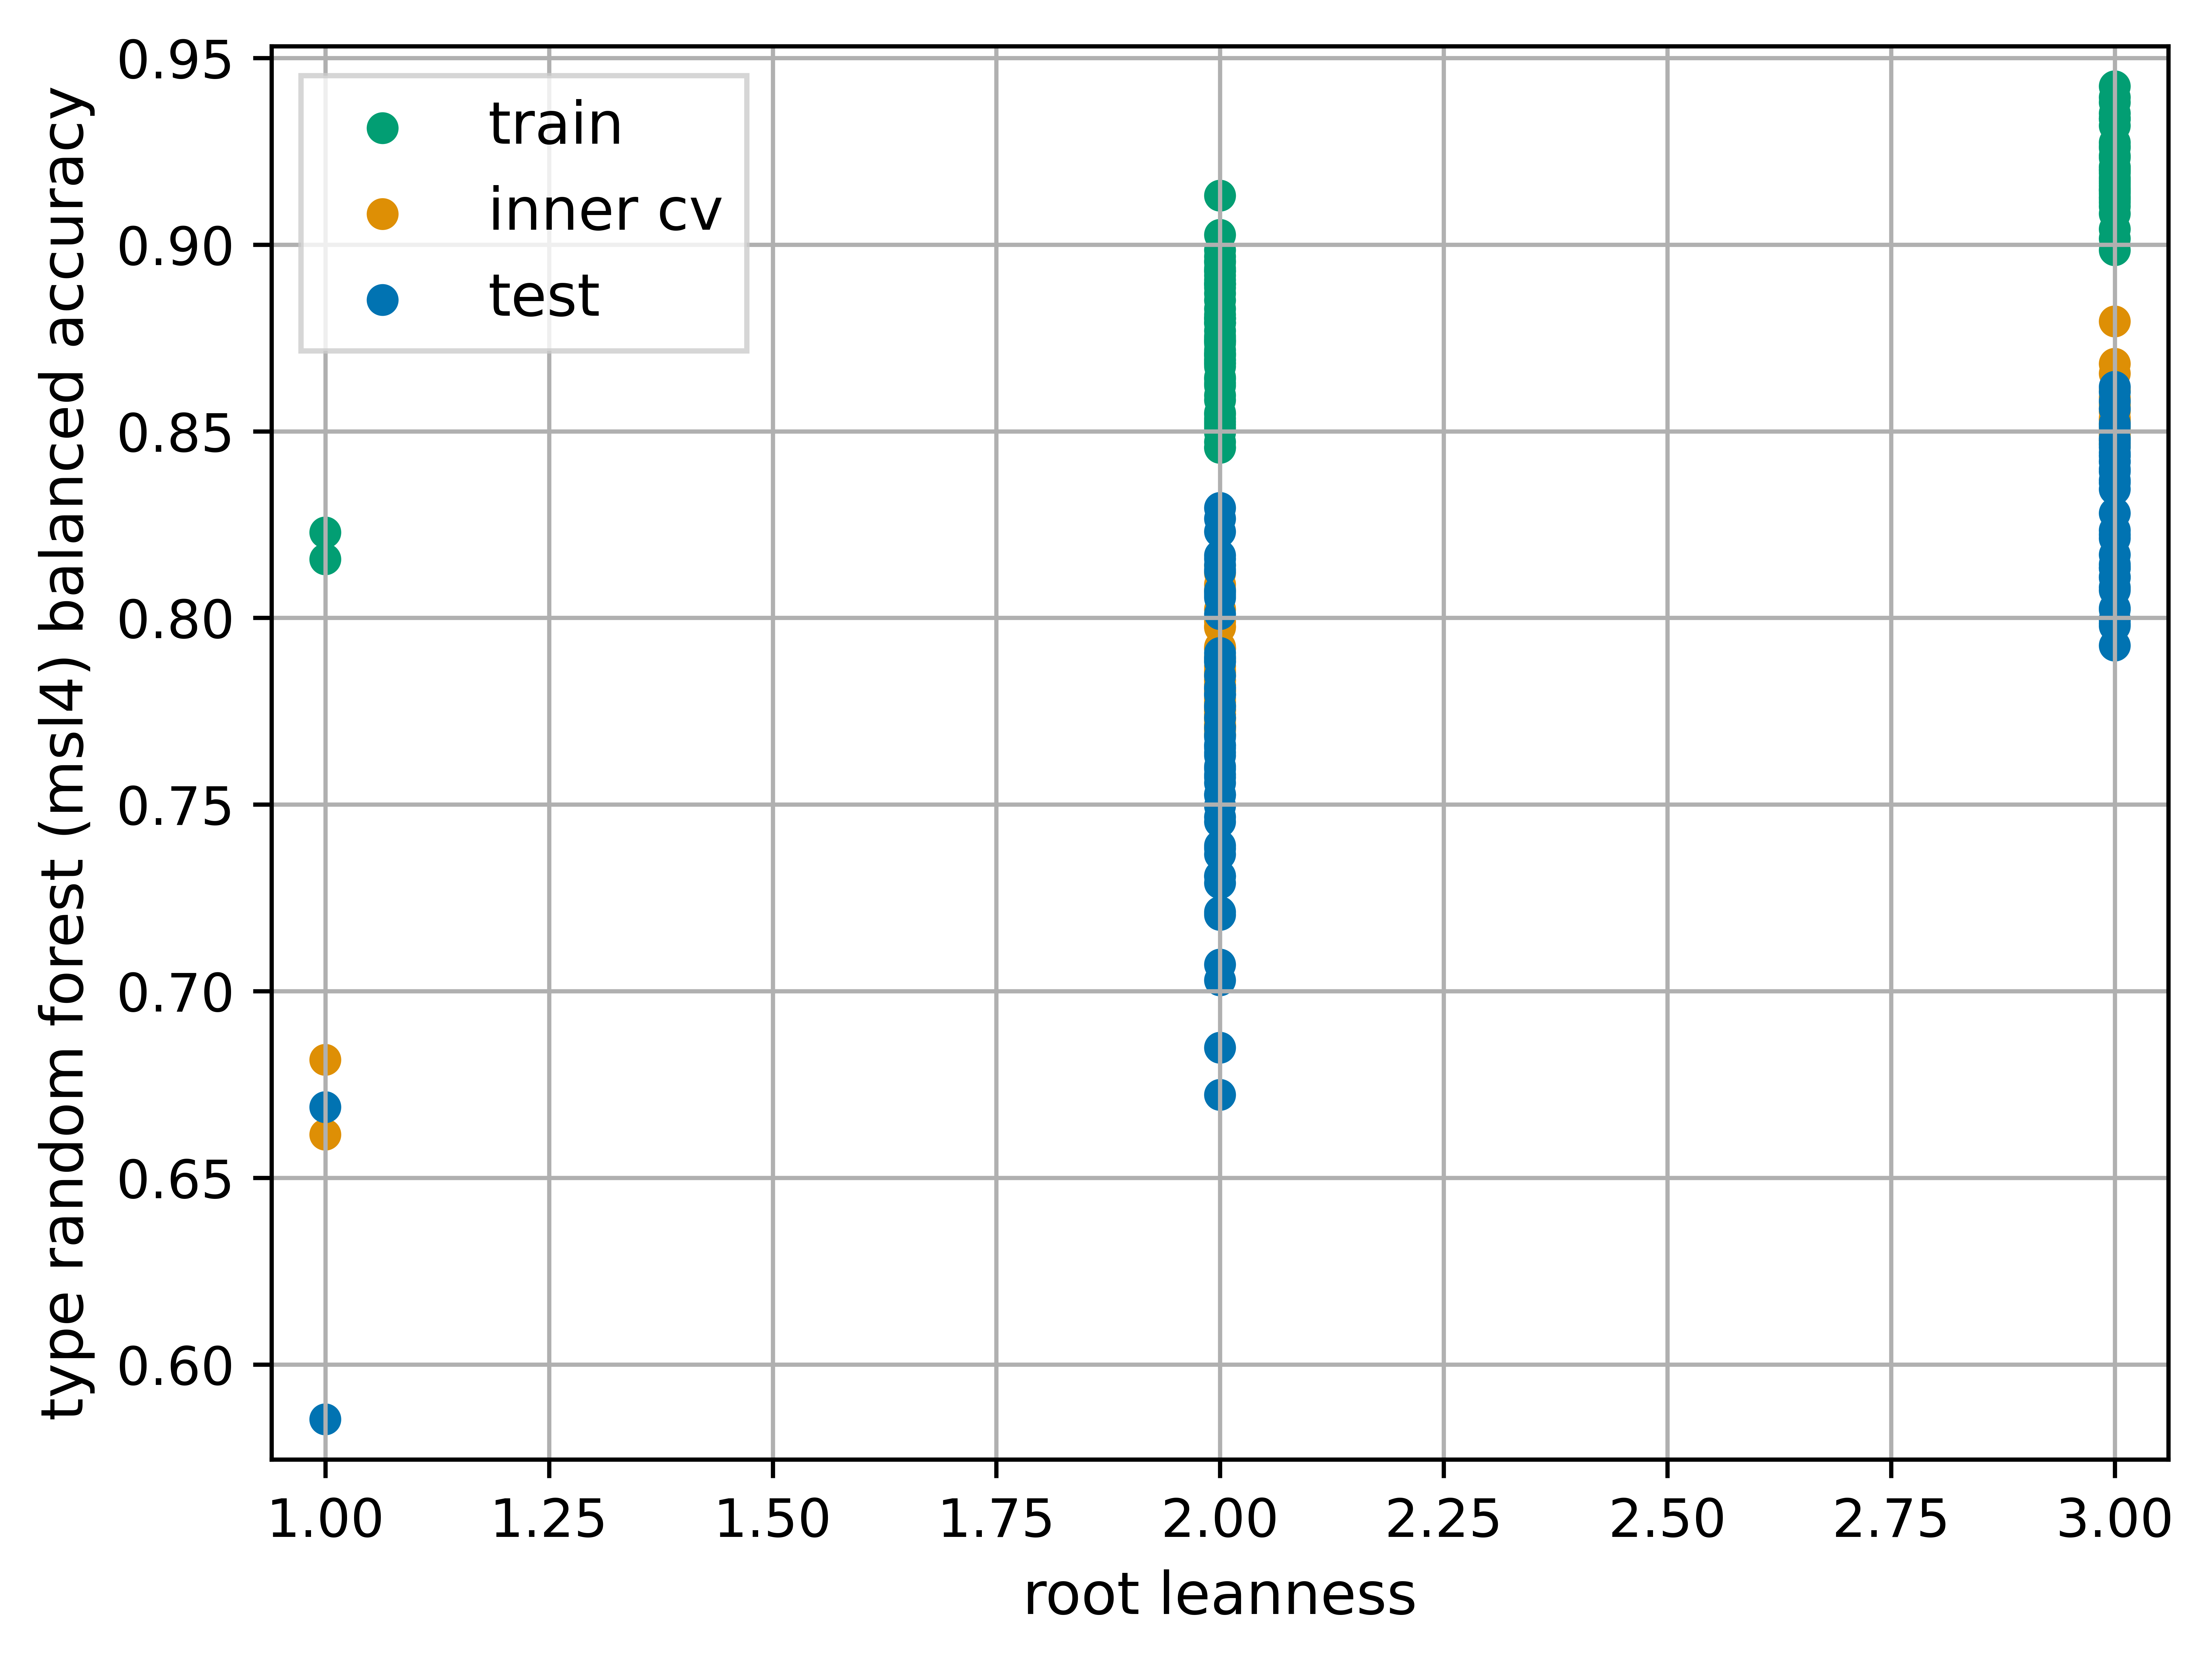 type random forest (msl4) balanced accuracy
0.95
0.90
0.85
0.80
0.75
0.70
0.65
0.60
train
inner cv
test
1.00 1.25 1.50 1.75 2.00 2.25 2.50 2.75 3.00
root leanness